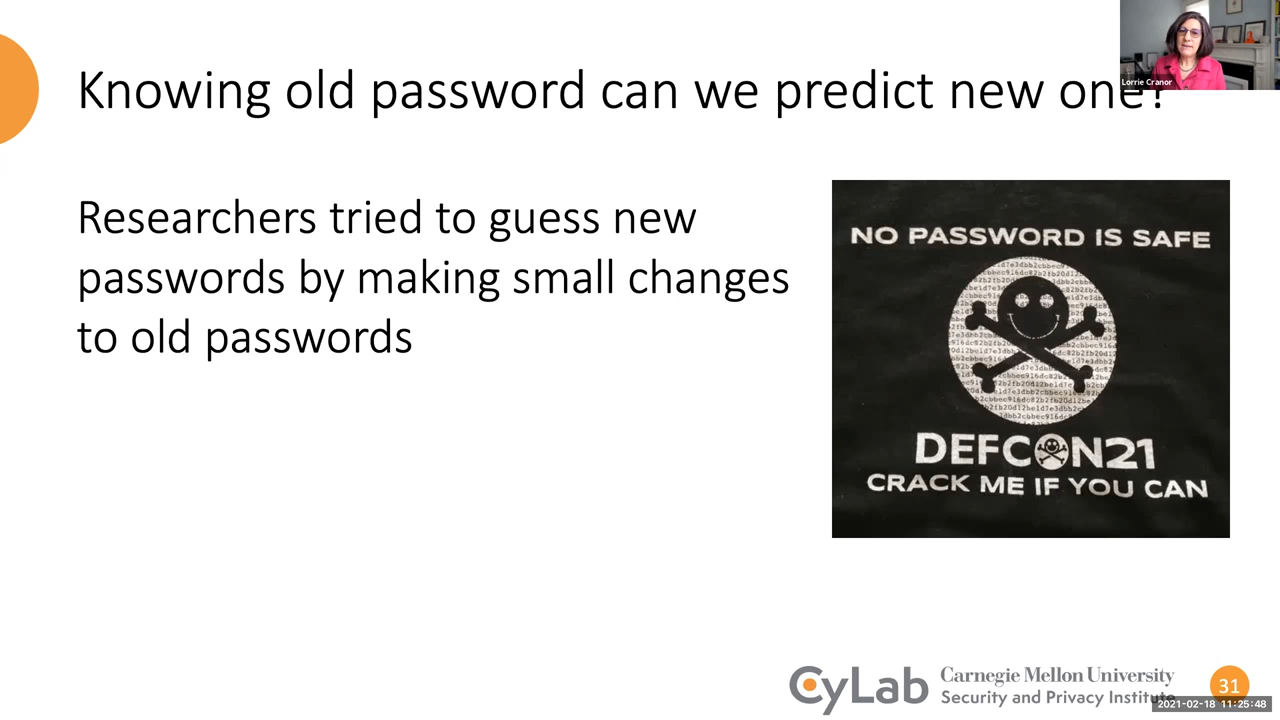 Knowing old password can we predict new one?
Lorrie Cranor
Researchers tried to guess new
passwords by making small changes
to old passwords
NO PASSWORD IS SAFE
DEFCON21
CRACK ME IF YOU CAN
CyLab
Carnegie Mellon University
Security and Privacy Institute
31
2021-02-18 11:25:48